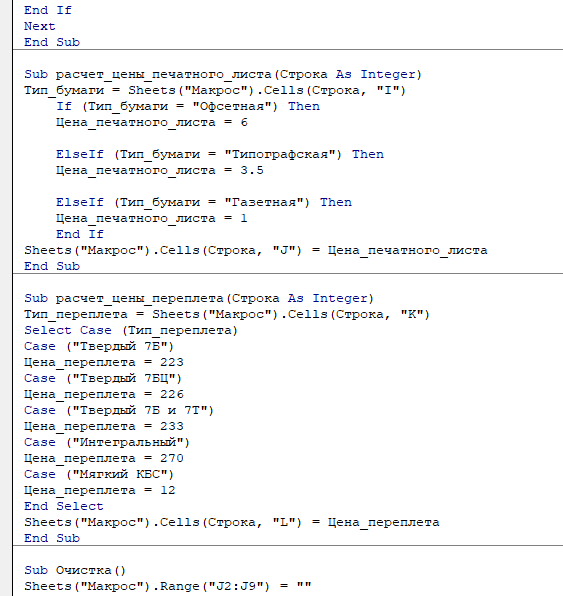 End If
Next
End Sub
Sub расчет_цены_печатного_листа(Строка As Integer)
Тип_бумаги = Sheets("Макрос").Cells(Строка, "I")
If (Тип_бумаги = "Офсетная") Then
Цена_печатного_листа = 6
ElseIf (Тип_бумаги = "Типографская") Then
Цена_печатного_листа = 3.5
ElseIf (Тип_бумаги = "Газетная") Then
Цена_печатного_листа = 1
End If
Sheets("Макрос").Cells(Строка, "J") = Цена_печатного_листа
End Sub
Sub расчет_цены_переплета(Строка As Integer)
Тип_переплета = Sheets("Макрос").Cells(Строка, "K")
Select Case (Тип_переплета)
Case ("Твердый 7Б")
Цена_переплета = 223
Case ("Твердый 7БЦ")
Цена_переплета = 226
Case ("Твердый 7Б и 7Т")
Цена_переплета = 233
Case ("Интегральный")
Цена_переплета = 270
Case ("Мягкий КБС")
Цена_переплета = 12
End Select
Sheets("Макрос").Cells(Строка, "L") = Цена_переплета
End Sub
Sub Очистка()
Sheets("Макрос").Range("J2:J9") = ""